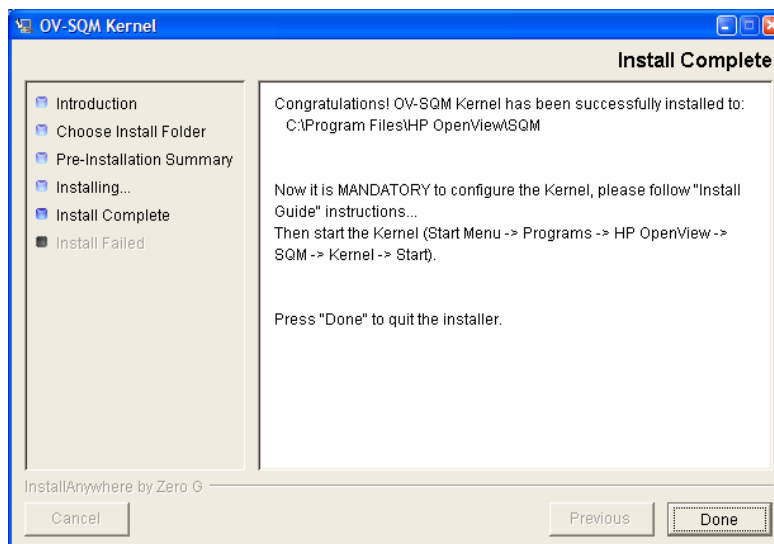 OV-SQM Kernel
Install Complete
Introduction
Choose Install Folder
Pre-Installation Summary
Installing...
Install Complete
Install Failed
Congratulations! OV-SQM Kernel has been successfully installed to:
C:\Program Files\HP OpenView\SQM
Now it is MANDATORY to configure the Kernel, please follow "Install
Guide" instructions...
Then start the Kernel (Start Menu -> Programs -> HP OpenView ->
SQM -> Kernel -> Start).
Press "Done" to quit the installer.
InstallAnywhere by Zero G
Cancel
Previous
Done